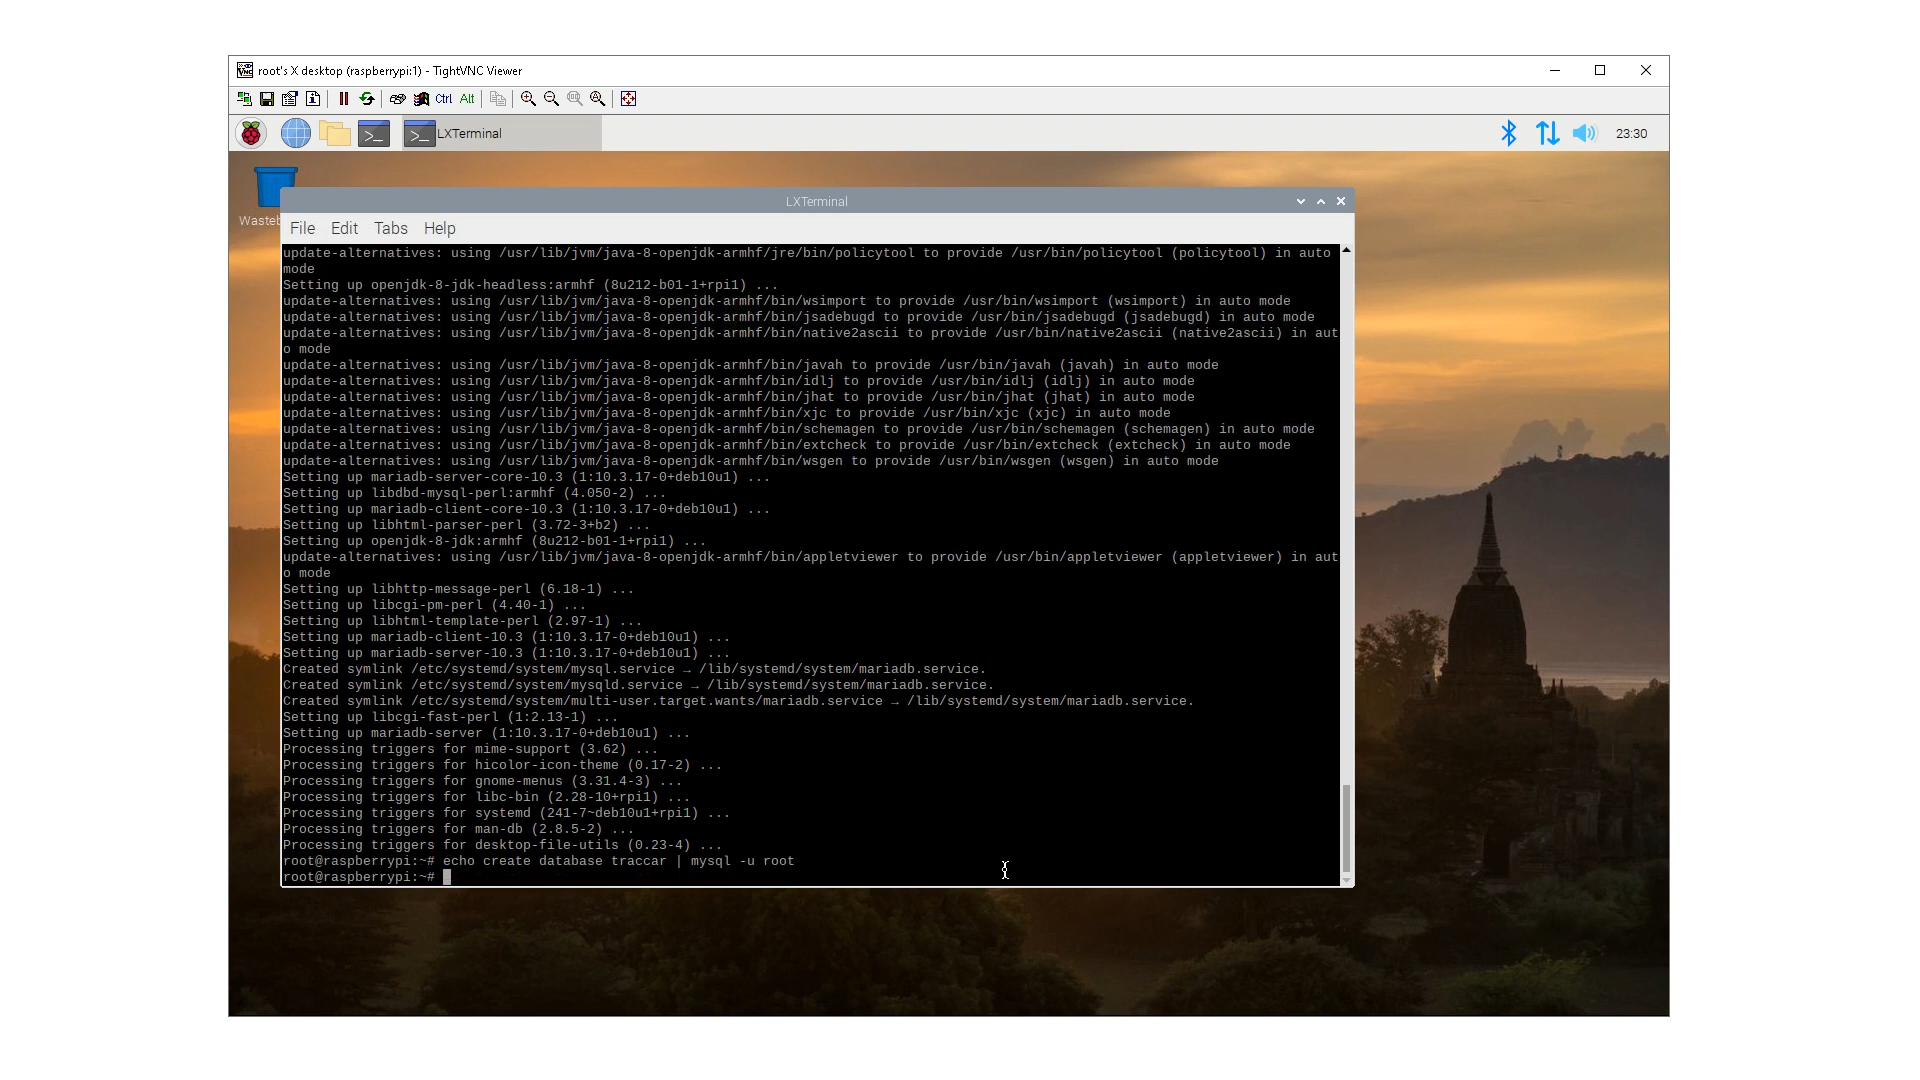 root's X desktop (raspberrypi:1) - TightVNC Viewer
Ctrl Alt
LXTerminal
23:30
LXTerminal
File Edit Tabs Help
update-alternatives: using /usr/lib/jvm/java-8-openjdk-armhf/jre/bin/policytool to provide /usr/bin/policytool (policytool) in auto
mode
Setting up openjdk-8-jdk-headless:armhf (8u212-b01-1+rpi1) ...
update-alternatives: using /usr/lib/jvm/java-8-openjdk-armhf/bin/wsimport to provide /usr/bin/wsimport (wsimport) in auto mode
update-alternatives: using /usr/lib/jvm/java-8-openjdk-armhf/bin/jsadebugd to provide /usr/bin/jsadebugd (jsadebugd) in auto mode
update-alternatives: using /usr/lib/jvm/java-8-openjdk-armhf/bin/native2ascii to provide /usr/bin/native2ascii (native2ascii) in aut
o mode
update-alternatives: using /usr/lib/jvm/java-8-openjdk-armhf/bin/javah to provide /usr/bin/javah (javah) in auto mode
update-alternatives: using /usr/lib/jvm/java-8-openjdk-armhf/bin/idlj to provide /usr/bin/idlj (idlj) in auto mode
update-alternatives: using /usr/lib/jvm/java-8-openjdk-armhf/bin/jhat to provide /usr/bin/jhat (jhat) in auto mode
update-alternatives: using /usr/lib/jvm/java-8-openjdk-armhf/bin/xjc to provide /usr/bin/xjc (xjc) in auto mode
update-alternatives: using /usr/lib/jvm/java-8-openjdk-armhf/bin/schemagen to provide /usr/bin/schemagen (schemagen) in auto mode
update-alternatives: using /usr/lib/jvm/java-8-openjdk-armhf/bin/extcheck to provide /usr/bin/extcheck (extcheck) in auto mode
update-alternatives: using /usr/lib/jvm/java-8-openjdk-armhf/bin/wsgen to provide /usr/bin/wsgen (wsgen) in auto mode
Setting up mariadb-server-core-10.3 (1:10.3.17-0+deb10u1) ...
Setting up libdbd-mysql-perl:armhf (4.050-2) ...
Setting up mariadb-client-core-10.3 (1:10.3.17-0+deb10u1) ...
Setting up libhtml-parser-perl (3.72-3+b2) ...
Setting up openjdk-8-jdk:armhf (8u212-b01-1+rpi1) ...
update-alternatives: using /usr/lib/jvm/java-8-openjdk-armhf/bin/appletviewer to provide /usr/bin/appletviewer (appletviewer) in aut
o mode
Setting up libhttp-message-perl (6.18-1) ...
Setting up libcgi-pm-perl (4.40-1) ...
Setting up libhtml-template-perl (2.97-1) ...
Setting up mariadb-client-10.3 (1:10.3.17-0+deb10u1) ...
Setting up mariadb-server-10.3 (1:10.3.17-0+deb10u1) ...
Created symlink /etc/systemd/system/mysql.service → /lib/systemd/system/mariadb.service.
Created symlink /etc/systemd/system/mysqld.service → /lib/systemd/system/mariadb.service.
Created symlink /etc/systemd/system/multi-user.target.wants/mariadb.service → /lib/systemd/system/mariadb.service.
Setting up libcgi-fast-perl (1:2.13-1) ...
Setting up mariadb-server (1:10.3.17-0+deb10u1) ...
Processing triggers for mime-support (3.62) ...
Processing triggers for hicolor-icon-theme (0.17-2) ...
Processing triggers for gnome-menus (3.31.4-3) ...
Processing triggers for libc-bin (2.28-10+rpi1) ...
Processing triggers for systemd (241-7~deb10u1+rpi1) ...
Processing triggers for man-db (2.8.5-2) ...
Processing triggers for desktop-file-utils (0.23-4) ...
root@raspberrypi:~# echo create database traccar | mysql -u root
root@raspberrypi:~#